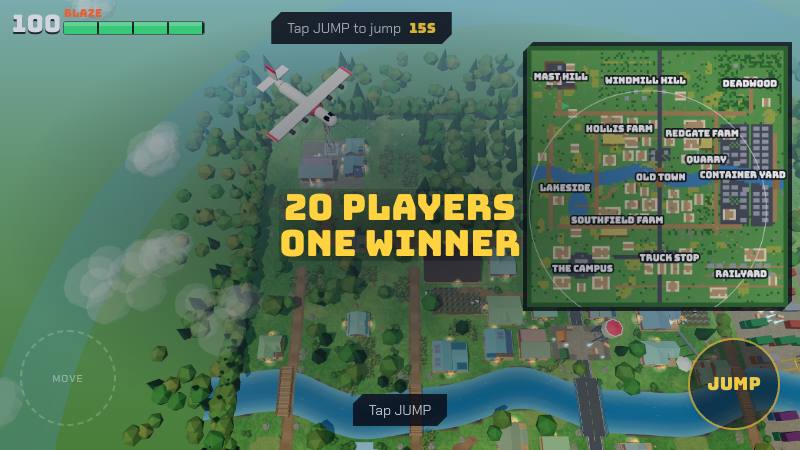 100
BLAZE
Tap JUMP to jump 15S
MAST HILL
WINDMILL HILL
DEADWOOD
HOLLIS FARM
REDGATE FARM
QUARRY
OLD TOWN
CONTAINER YARD
LAKESIDE
SOUTHFIELD FARM
TRUCK STOP
THE CAMPUS
RAILYARD
20 PLAYERS
ONE WINNER
MOVE
JUMP
Tap JUMP